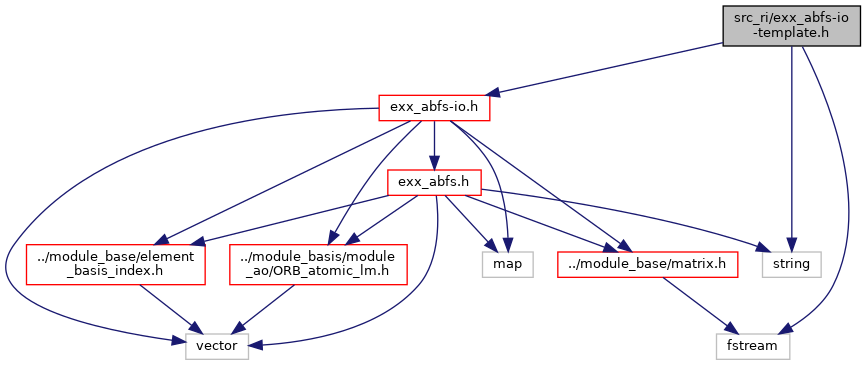 src_ri/exx_abfs-io
-template.h
exx_abfs-io.h
exx_abfs.h
../module_base/element
_basis_index.h
../module_basis/module
_ao/ORB_atomic_lm.h
map
../module_base/matrix.h
string
vector
fstream